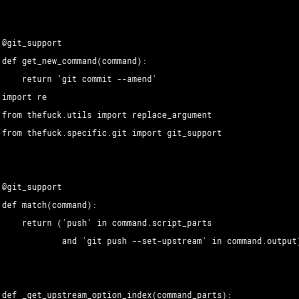 @git_support
def get_new_command(command):
    return 'git commit --amend'
import re
from thefuck.utils import replace_argument
from thefuck.specific.git import git_support
@git_support
def match(command):
    return ('push' in command.script_parts
            and 'git push --set-upstream' in command.output)
def _get_upstream_option_index(command_parts):